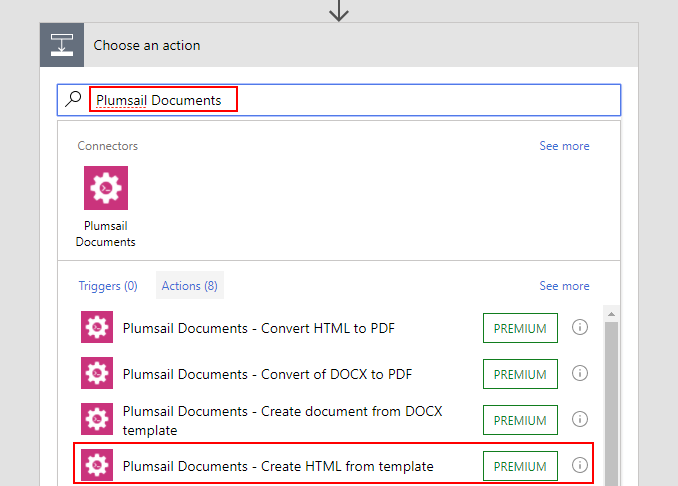 Choose an action
Plumsail Documents
Connectors
See more
Plumsail
Documents
Triggers (0)
Actions (8)
See more
Plumsail Documents - Convert HTML to PDF
PREMIUM
Plumsail Documents - Convert of DOCX to PDF
PREMIUM
Plumsail Documents - Create document from DOCX
template
PREMIUM
Plumsail Documents - Create HTML from template
PREMIUM